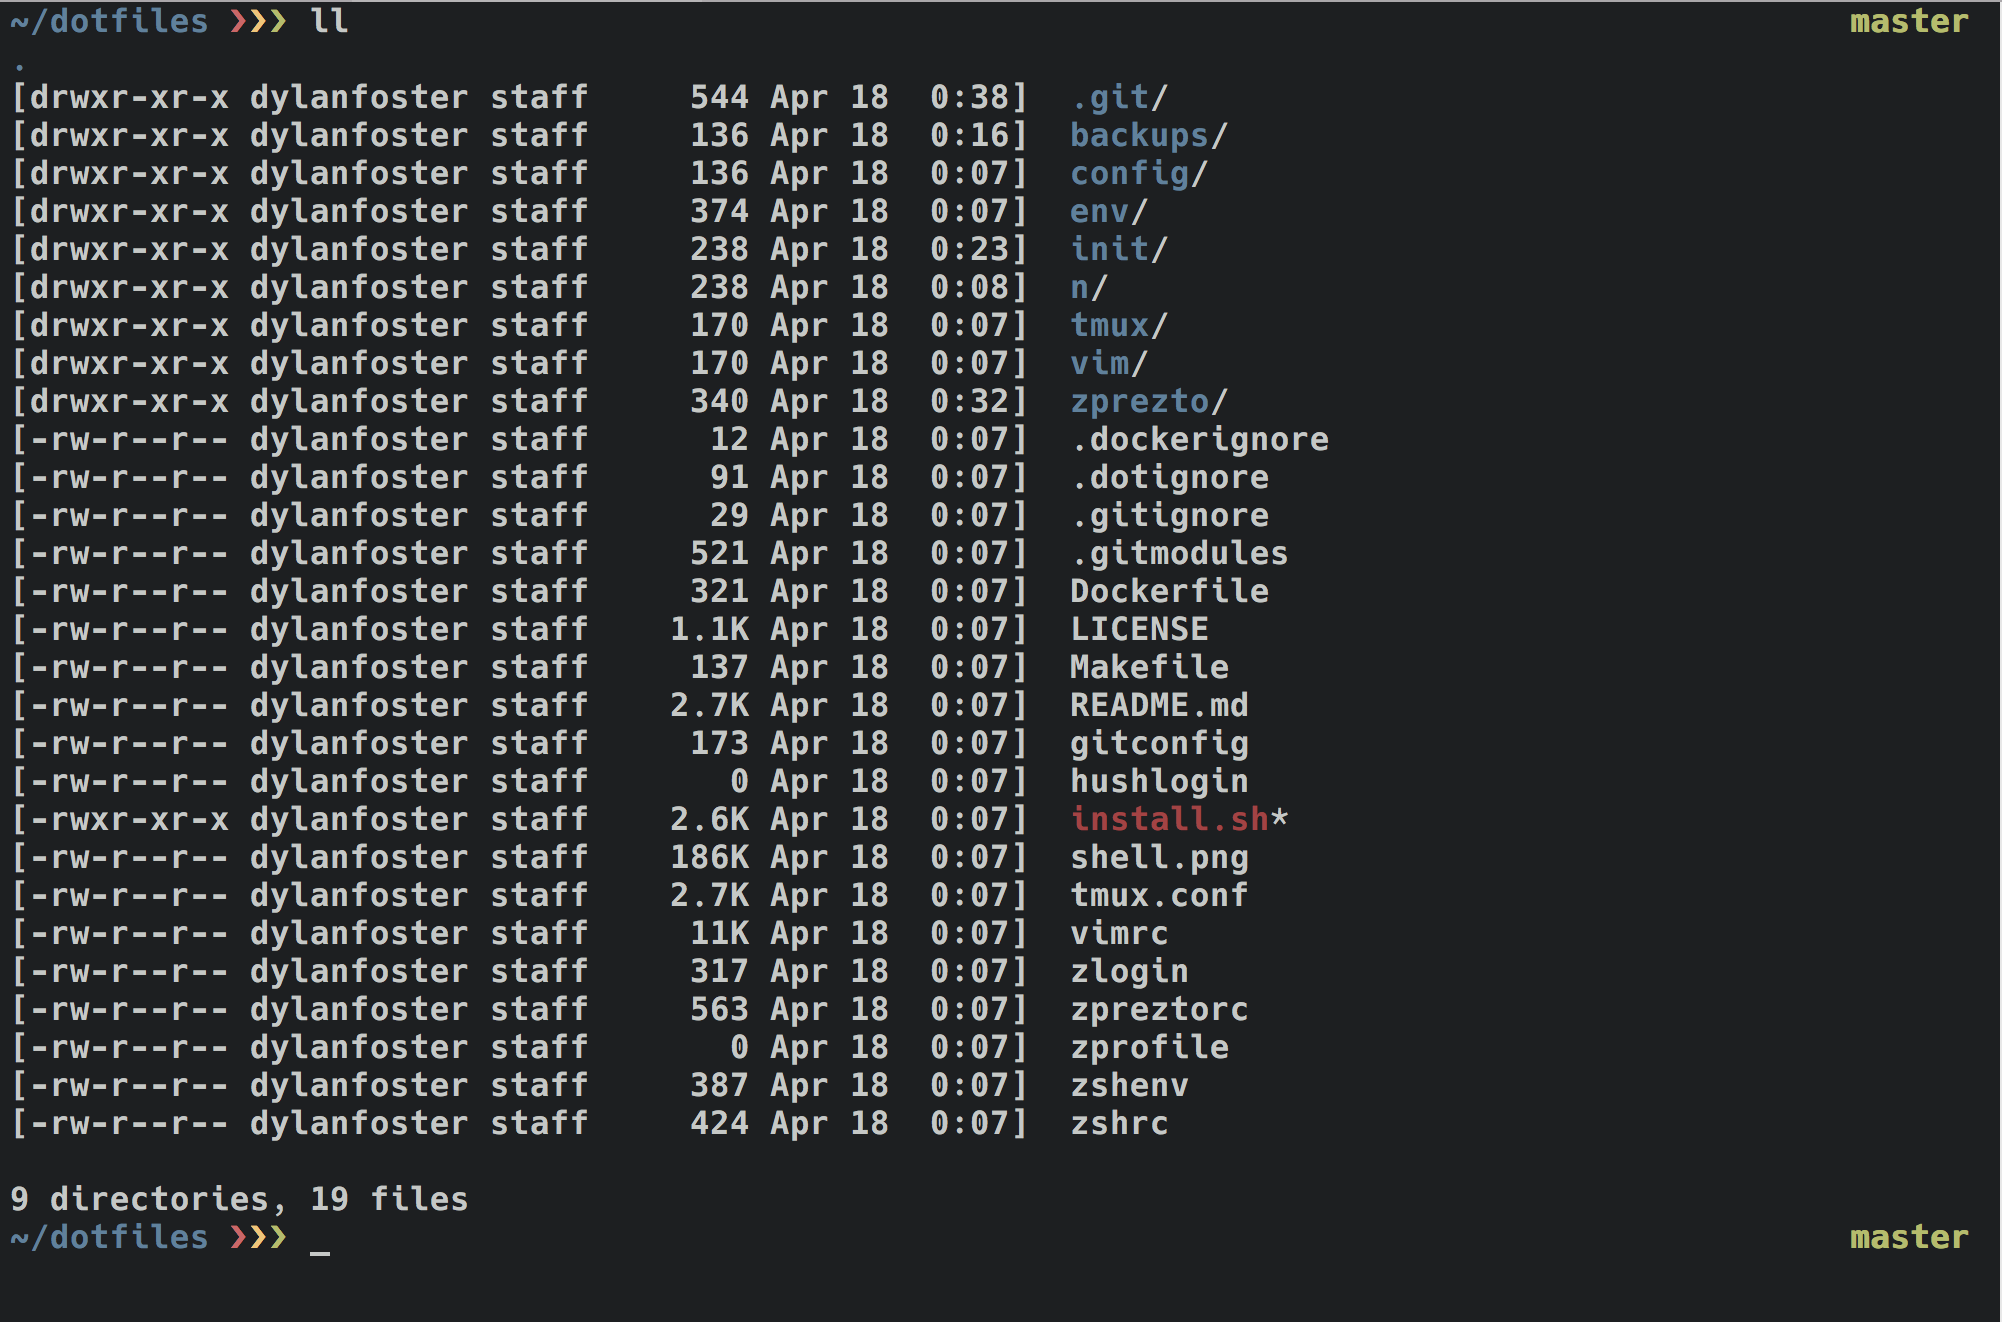 ~/dotfiles ❯❯❯ ll master
.
[drwxr-xr-x dylanfoster staff     544 Apr 18  0:38]  .git/
[drwxr-xr-x dylanfoster staff     136 Apr 18  0:16]  backups/
[drwxr-xr-x dylanfoster staff     136 Apr 18  0:07]  config/
[drwxr-xr-x dylanfoster staff     374 Apr 18  0:07]  env/
[drwxr-xr-x dylanfoster staff     238 Apr 18  0:23]  init/
[drwxr-xr-x dylanfoster staff     238 Apr 18  0:08]  n/
[drwxr-xr-x dylanfoster staff     170 Apr 18  0:07]  tmux/
[drwxr-xr-x dylanfoster staff     170 Apr 18  0:07]  vim/
[drwxr-xr-x dylanfoster staff     340 Apr 18  0:32]  zprezto/
[-rw-r--r-- dylanfoster staff      12 Apr 18  0:07]  .dockerignore
[-rw-r--r-- dylanfoster staff      91 Apr 18  0:07]  .dotignore
[-rw-r--r-- dylanfoster staff      29 Apr 18  0:07]  .gitignore
[-rw-r--r-- dylanfoster staff     521 Apr 18  0:07]  .gitmodules
[-rw-r--r-- dylanfoster staff     321 Apr 18  0:07]  Dockerfile
[-rw-r--r-- dylanfoster staff    1.1K Apr 18  0:07]  LICENSE
[-rw-r--r-- dylanfoster staff     137 Apr 18  0:07]  Makefile
[-rw-r--r-- dylanfoster staff    2.7K Apr 18  0:07]  README.md
[-rw-r--r-- dylanfoster staff     173 Apr 18  0:07]  gitconfig
[-rw-r--r-- dylanfoster staff       0 Apr 18  0:07]  hushlogin
[-rwxr-xr-x dylanfoster staff    2.6K Apr 18  0:07]  install.sh*
[-rw-r--r-- dylanfoster staff    186K Apr 18  0:07]  shell.png
[-rw-r--r-- dylanfoster staff    2.7K Apr 18  0:07]  tmux.conf
[-rw-r--r-- dylanfoster staff     11K Apr 18  0:07]  vimrc
[-rw-r--r-- dylanfoster staff     317 Apr 18  0:07]  zlogin
[-rw-r--r-- dylanfoster staff     563 Apr 18  0:07]  zpreztorc
[-rw-r--r-- dylanfoster staff       0 Apr 18  0:07]  zprofile
[-rw-r--r-- dylanfoster staff     387 Apr 18  0:07]  zshenv
[-rw-r--r-- dylanfoster staff     424 Apr 18  0:07]  zshrc
9 directories, 19 files
~/dotfiles ❯❯❯ _ master